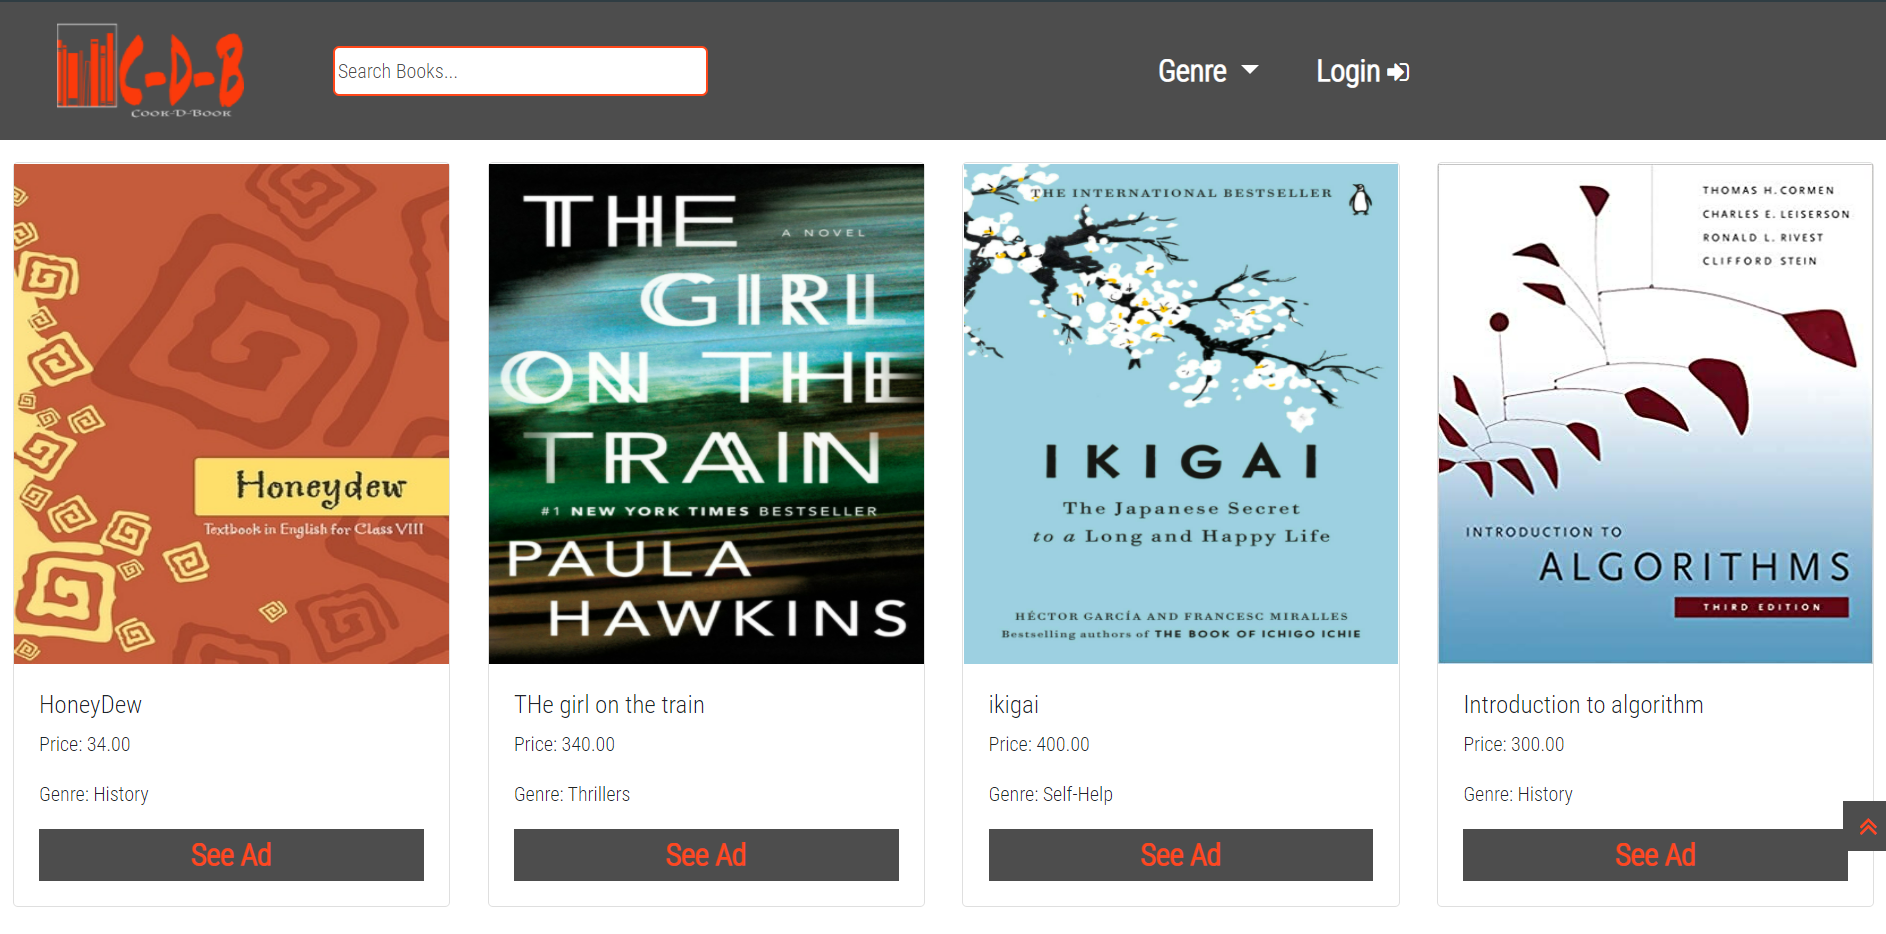 C-D-B
Cook-D-Book
Search Books...
Genre
Login
Honeydew
Textbook in English for Class VIII
HoneyDew
Price: 34.00
Genre: History
See Ad
THE
A NOVEL
GIRL
ON THE
TRAIN
#1 NEW YORK TIMES BESTSELLER
PAULA
HAWKINS
THe girl on the train
Price: 340.00
Genre: Thrillers
See Ad
THE INTERNATIONAL BESTSELLER
IKIGAI
The Japanese Secret
to a Long and Happy Life
HÉCTOR GARCÍA AND FRANCESC MIRALLES
Bestselling authors of THE BOOK OF ICHIGO ICHIE
ikigai
Price: 400.00
Genre: Self-Help
See Ad
THOMAS H. CORMEN
CHARLES E. LEISERSON
RONALD L. RIVEST
CLIFFORD STEIN
INTRODUCTION TO
ALGORITHMS
THIRD EDITION
Introduction to algorithm
Price: 300.00
Genre: History
See Ad